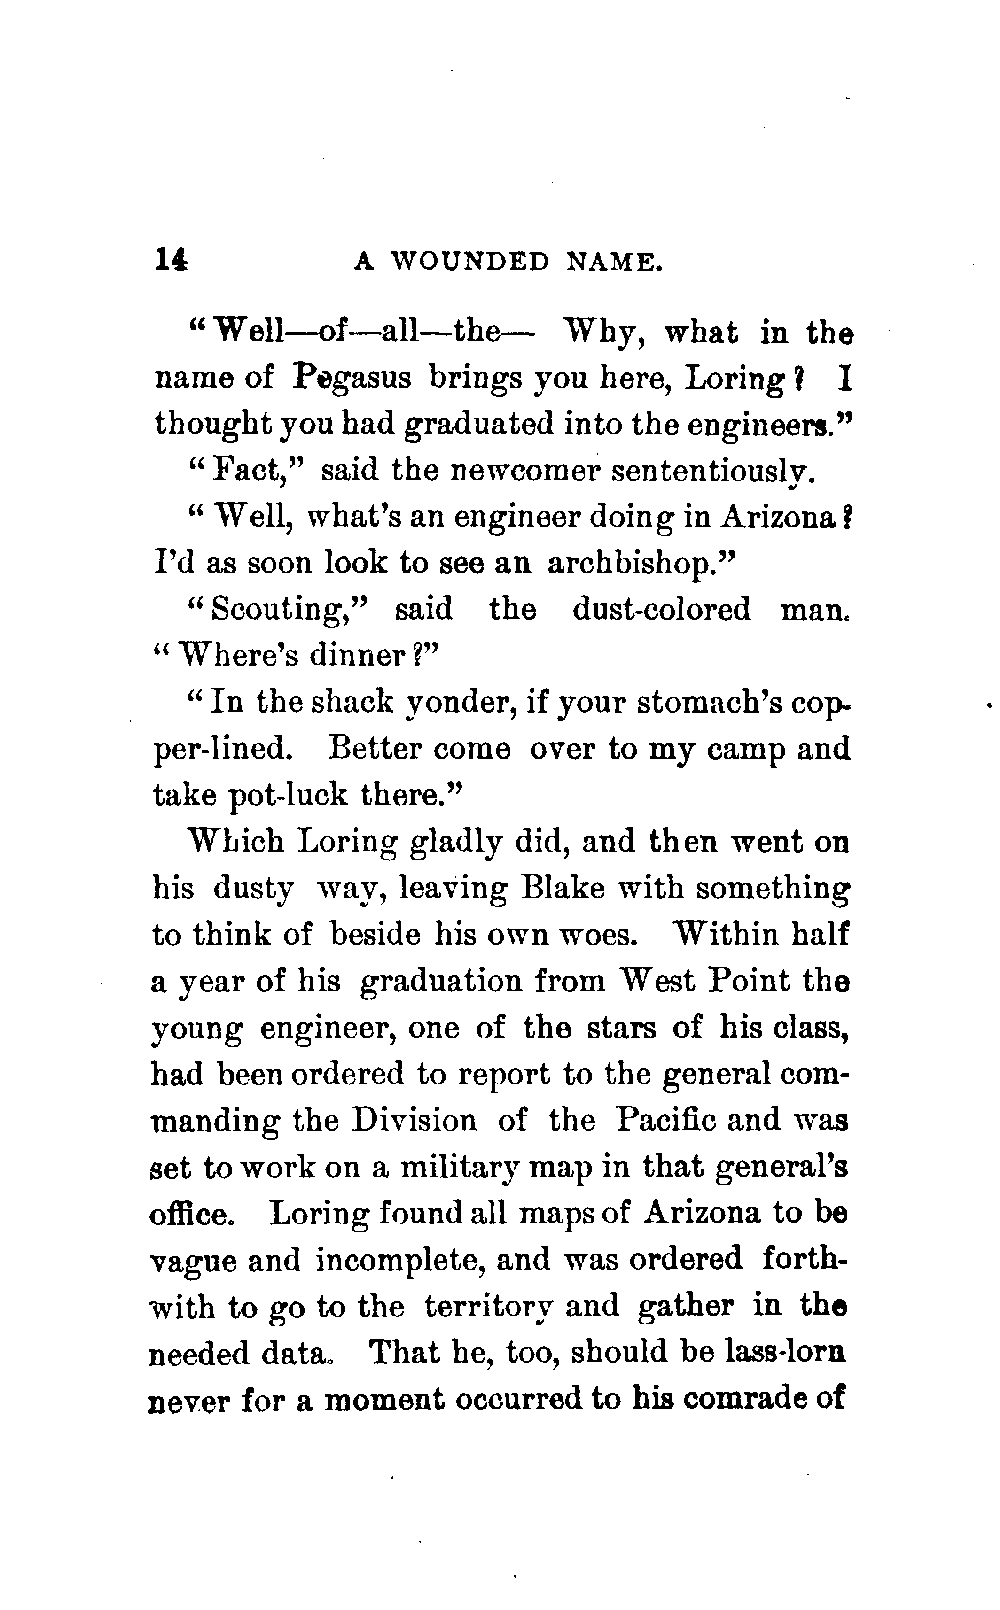 14 A WOUNDED NAME.
“Well—of—all—the— Why, what in the
name of Pegasus brings you here, Loring? I
thought you had graduated into the engineers.”
“Fact,” said the newcomer sententiously.
“Well, what’s an engineer doing in Arizona?
I’d as soon look to see an archbishop.”
“Scouting,” said the dust-colored man.
“Where’s dinner?”
“In the shack yonder, if your stomach’s cop-
per-lined. Better come over to my camp and
take pot-luck there.”
Which Loring gladly did, and then went on
his dusty way, leaving Blake with something
to think of beside his own woes. Within half
a year of his graduation from West Point the
young engineer, one of the stars of his class,
had been ordered to report to the general com-
manding the Division of the Pacific and was
set to work on a military map in that general’s
office. Loring found all maps of Arizona to be
vague and incomplete, and was ordered forth-
with to go to the territory and gather in the
needed data. That he, too, should be lass-lorn
never for a moment occurred to his comrade of